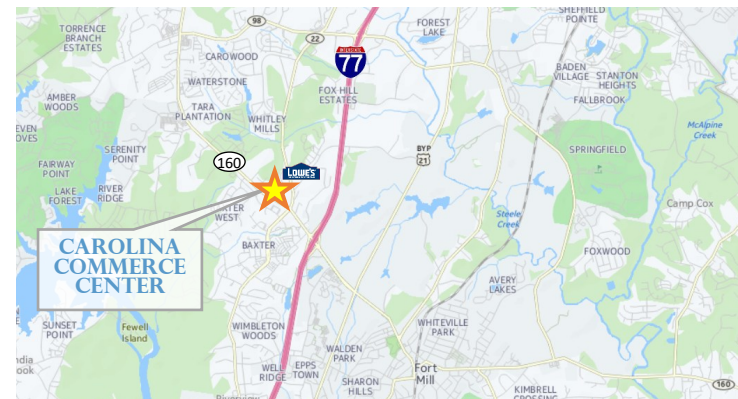 SHEFFIELD
POINTE
TORRENCE
BRANCH
ESTATES
98
22
FOREST
LAKE
CAROWOOD
INTERSTATE
77
WATERSTONE
FOX HILL
ESTATES
BADEN
VILLAGE
STANTON
HEIGHTS
FALLBROOK
AMBER
WOODS
TARA
PLANTATION
WHITLEY
MILLS
McAlpine
Creek
SERENITY
POINT
160
BYP
21
SPRINGFIELD
FAIRWAY
POINT
LOWE'S
LAKE
FOREST
RIVER
RIDGE
WEST
Camp Cox
Steele
Creek
CAROLINA
COMMERCE
CENTER
BAXTER
FOXWOOD
AVERY
LAKES
SUNSET
POINT
Fewell
Island
WIMBLETON
WOODS
WHITEVILLE
PARK
WALDEN
PARK
WELL
RIDGE
EPPS
TOWN
Fort
Mill
SHARON
HILLS
160
KIMBRELL